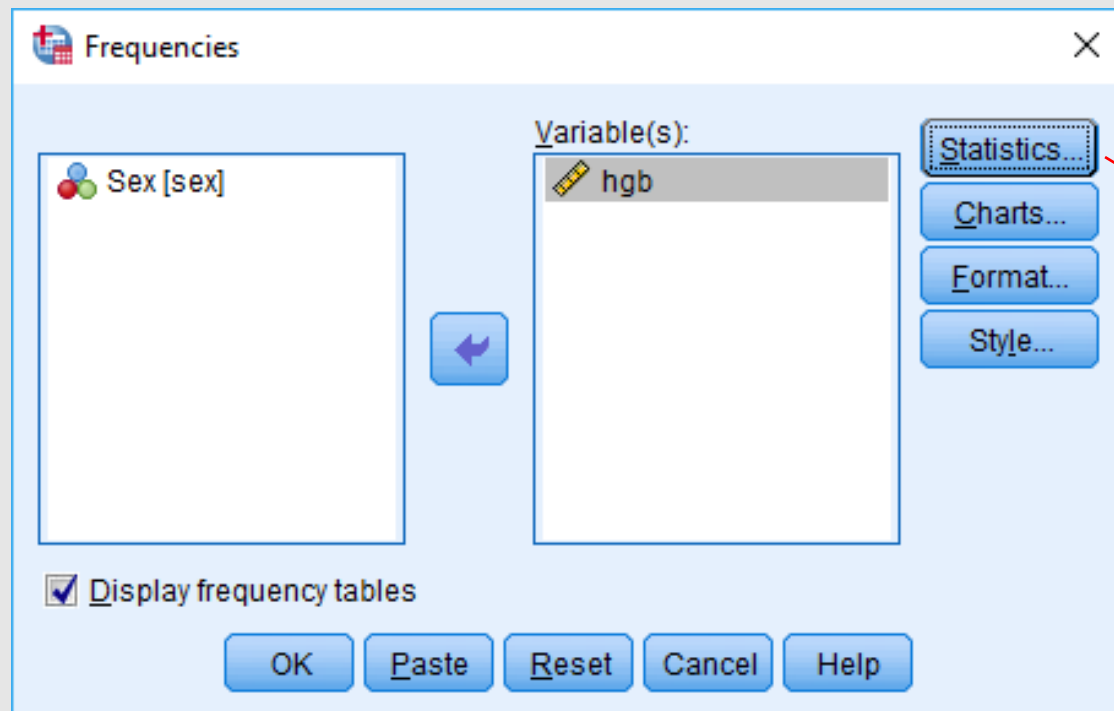 Frequencies
Variable(s):
Sex [sex]
hgb
Statistics...
Charts...
Format...
Style...
Display frequency tables
OK
Paste
Reset
Cancel
Help